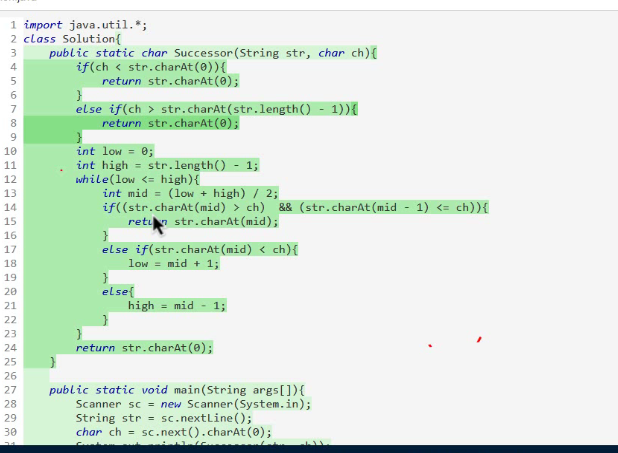 1 import java.util.*;
2 class Solution{
3 public static char Successor(String str, char ch){
4 if(ch < str.charAt(0)){
5 return str.charAt(0);
6 }
7 else if(ch > str.charAt(str.length() - 1)){
8 return str.charAt(0);
9 }
10 int low = 0;
11 int high = str.length() - 1;
12 while(low <= high){
13 int mid = (low + high) / 2;
14 if((str.charAt(mid) > ch) && (str.charAt(mid - 1) <= ch)){
15 return str.charAt(mid);
16 }
17 else if(str.charAt(mid) < ch){
18 low = mid + 1;
19 }
20 else{
21 high = mid - 1;
22 }
23 }
24 return str.charAt(0);
25 }
26
27 public static void main(String args[]){
28 Scanner sc = new Scanner(System.in);
29 String str = sc.nextLine();
30 char ch = sc.next().charAt(0);